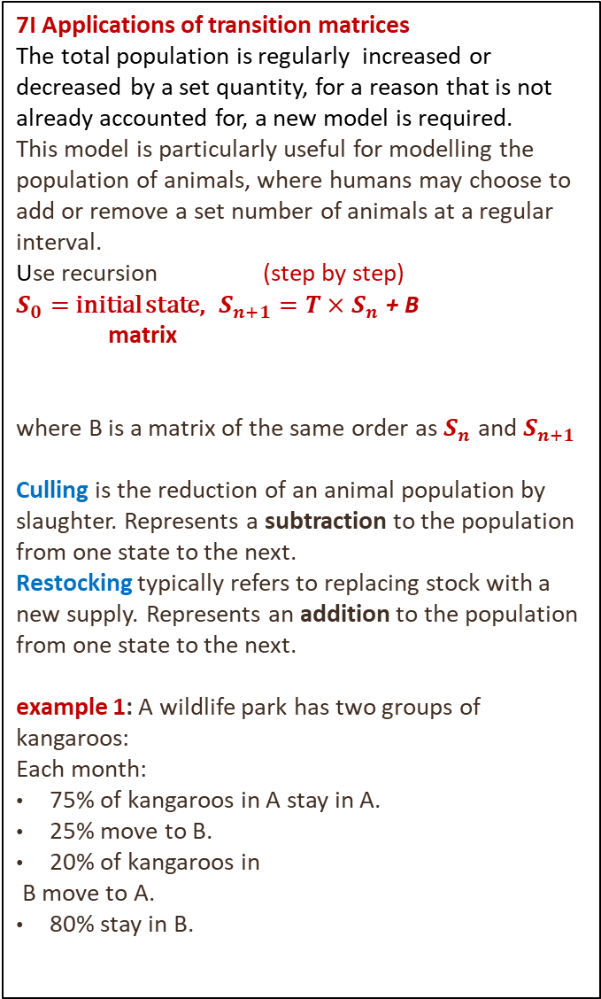 7I Applications of transition matrices
The total population is regularly  increased or
decreased by a set quantity, for a reason that is not
already accounted for, a new model is required.
This model is particularly useful for modelling the
population of animals, where humans may choose to
add or remove a set number of animals at a regular
interval.
Use recursion (step by step)
S₀ = initial state, Sₙ₊₁ = T × Sₙ + B
matrix
where B is a matrix of the same order as Sₙ and Sₙ₊₁
Culling is the reduction of an animal population by
slaughter. Represents a subtraction to the population
from one state to the next.
Restocking typically refers to replacing stock with a
new supply. Represents an addition to the population
from one state to the next.
example 1: A wildlife park has two groups of
kangaroos:
Each month:
• 75% of kangaroos in A stay in A.
• 25% move to B.
• 20% of kangaroos in
B move to A.
• 80% stay in B.